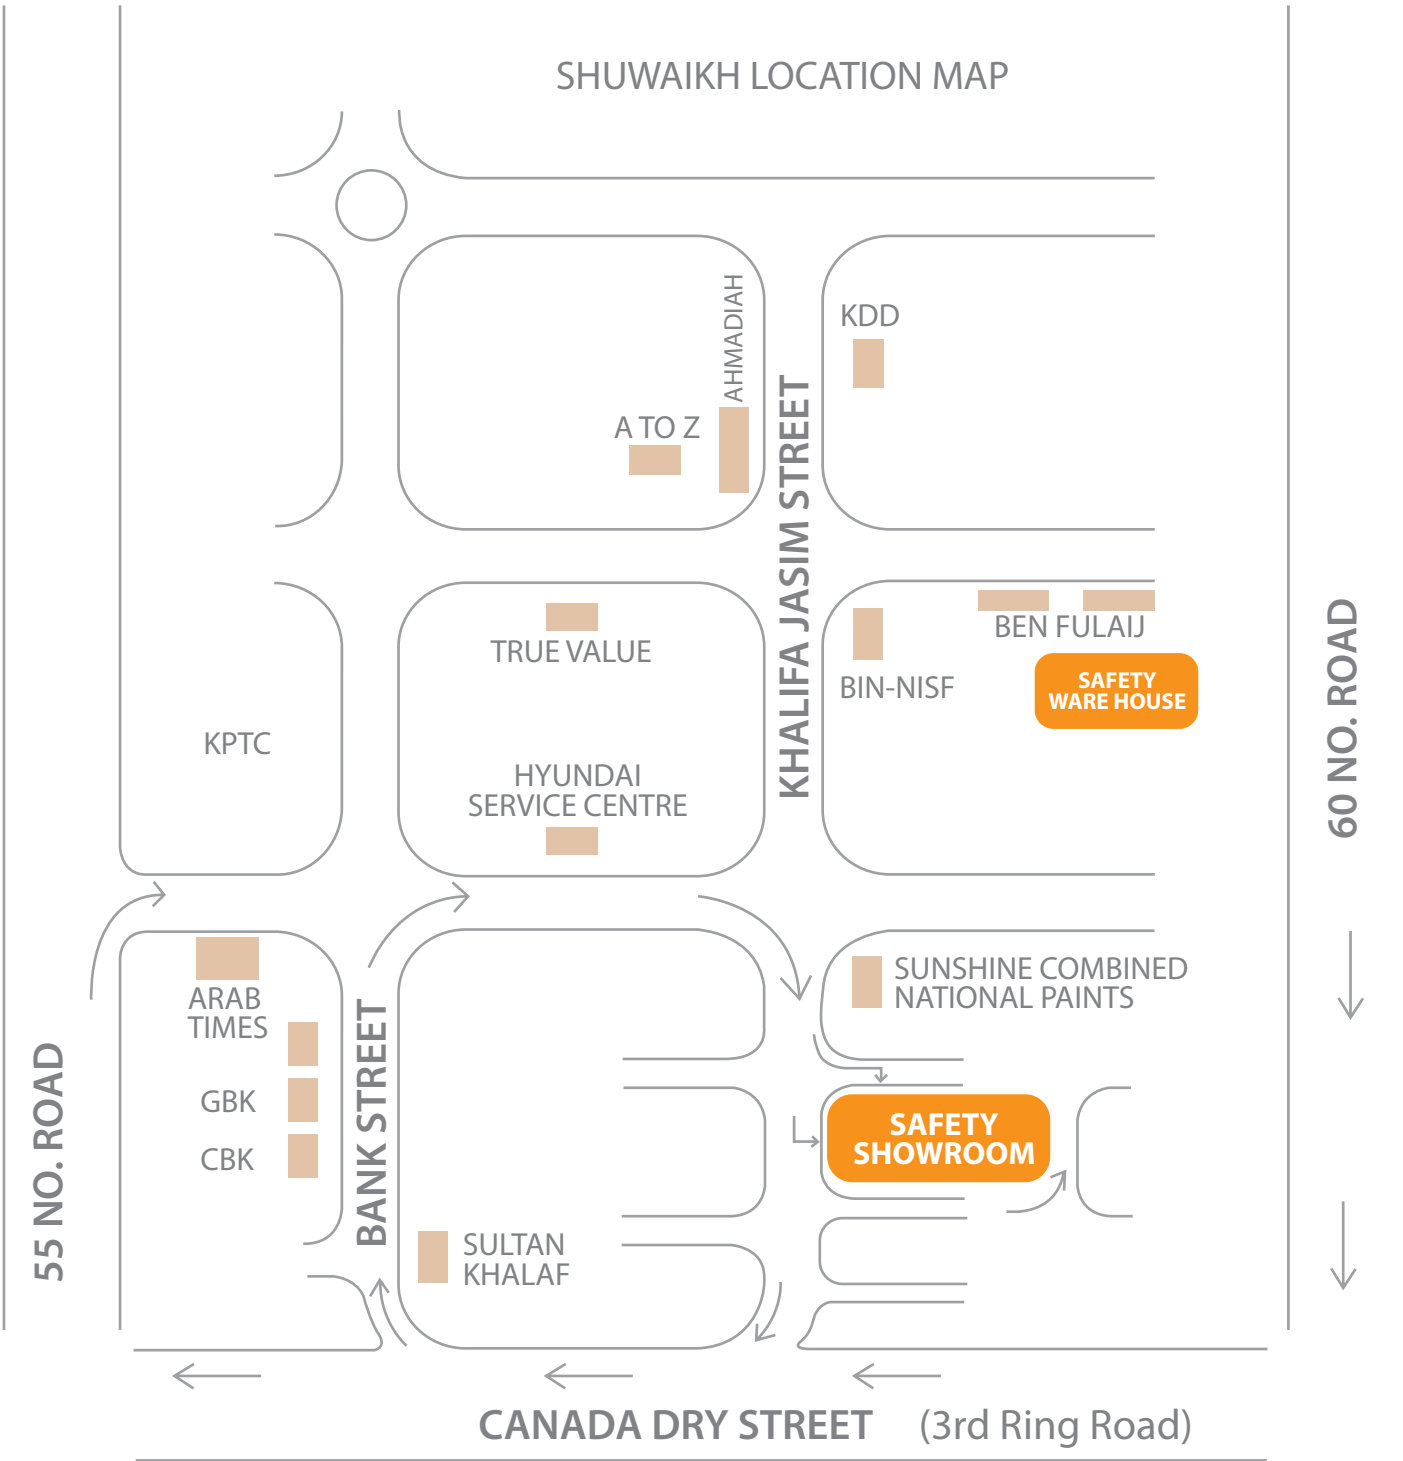 SHUWAIKH LOCATION MAP
AHMADIAH
KDD
A TO Z
KHALIFA JASIM STREET
TRUE VALUE
BEN FULAIJ
BIN-NISF
SAFETY
WARE HOUSE
60 NO. ROAD
KPTC
HYUNDAI
SERVICE CENTRE
ARAB
TIMES
SUNSHINE COMBINED
NATIONAL PAINTS
GBK
CBK
BANK STREET
55 NO. ROAD
SAFETY
SHOWROOM
SULTAN
KHALAF
CANADA DRY STREET (3rd Ring Road)